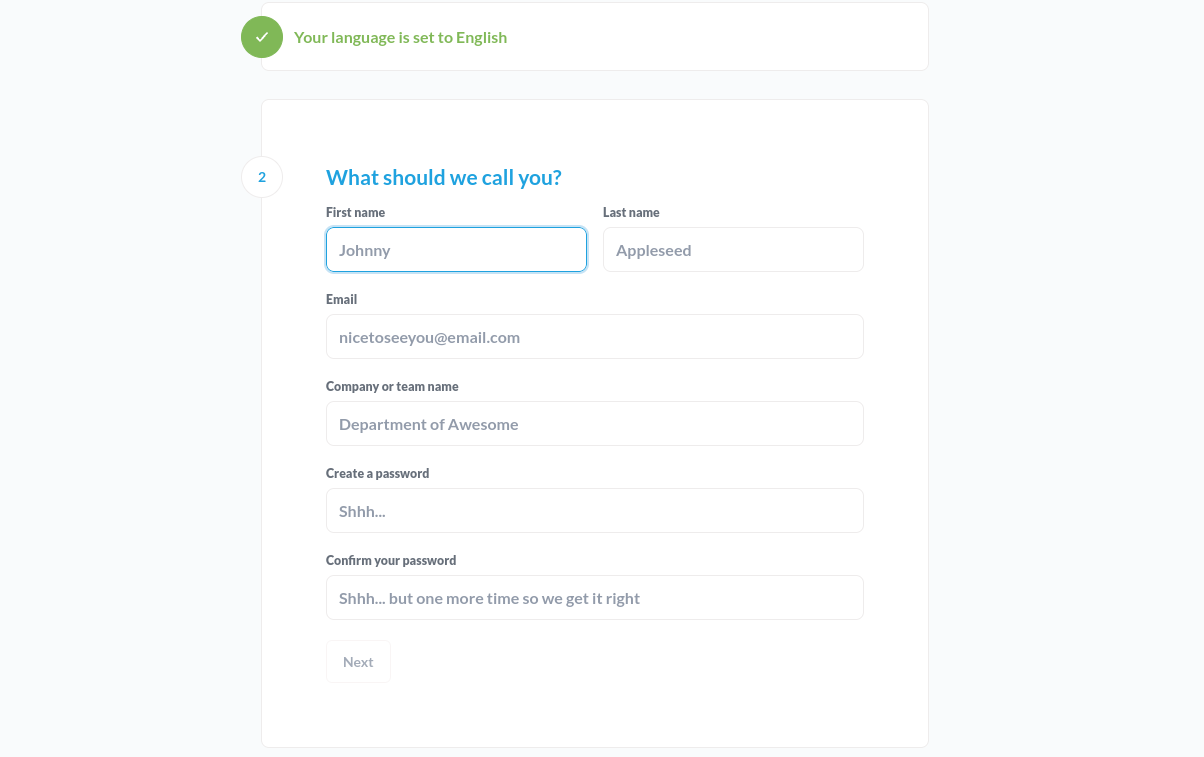 Your language is set to English
2
What should we call you?
First name
Last name
Johnny
Appleseed
Email
nicetoseeyou@email.com
Company or team name
Department of Awesome
Create a password
Shhh...
Confirm your password
Shhh... but one more time so we get it right
Next